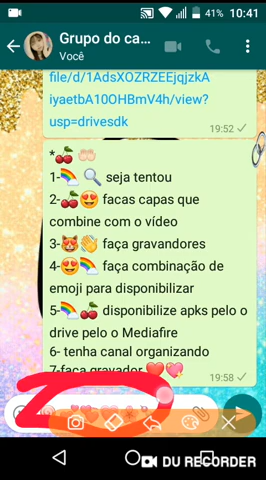 41% 10:41
Grupo do ca...
Você
file/d/1AdsXOZRZEEjqjzkA
iyaetbA10OHBmV4h/view?
usp=drivesdk
19:52
*🍒 👐🏻
1-🌈 🔍 seja tentou
2-🍒😍 facas capas que
combine com o vídeo
3-😻👋 faça gravandores
4-😍🌈 faça combinação de
emoji para disponibilizar
5-🌈🍒 disponibilize apks pelo o
drive pelo o Mediafire
6- tenha canal organizando
7-faça gravador ❤️💘
19:58
DU RECORDER